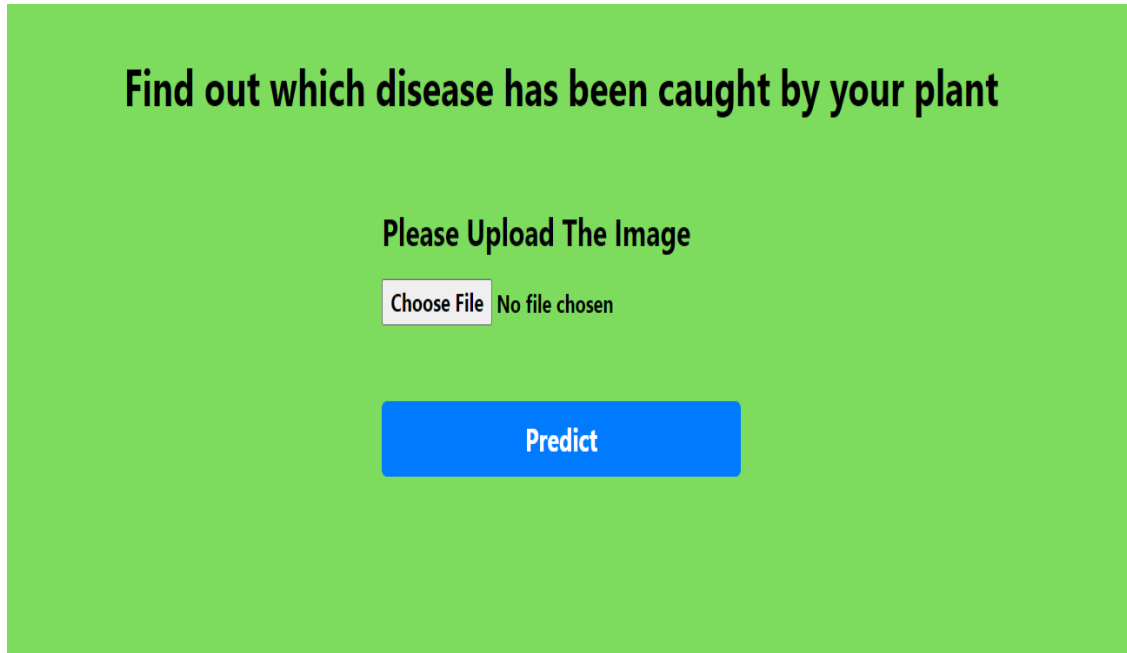 Find out which disease has been caught by your plant
Please Upload The Image
Choose File No file chosen
Predict